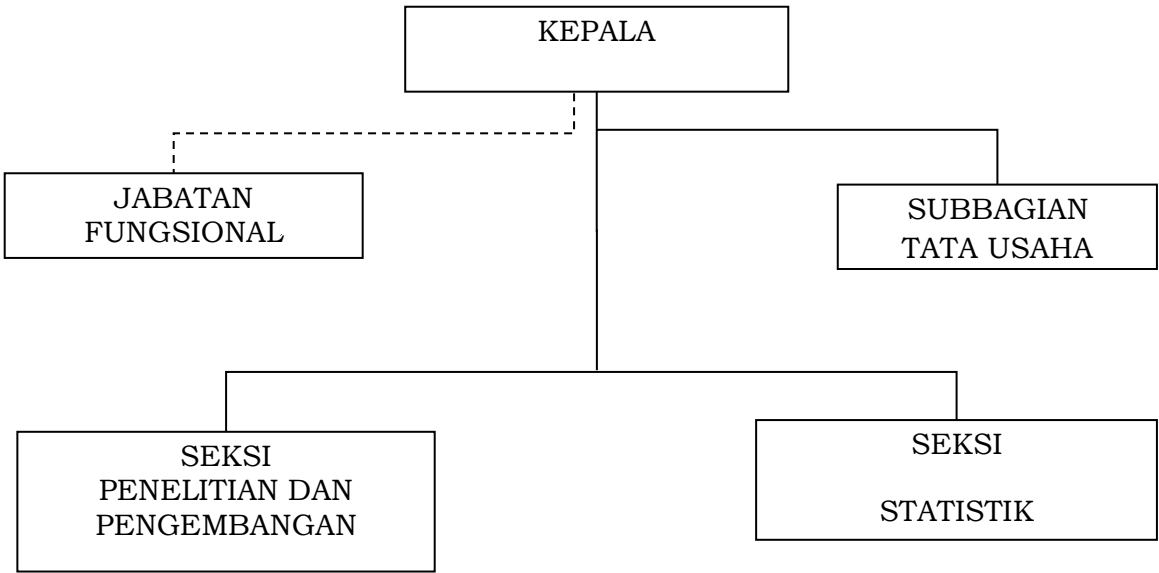 KEPALA
JABATAN
FUNGSIONAL
SUBBAGIAN
TATA USAHA
SEKSI
PENELITIAN DAN
PENGEMBANGAN
SEKSI
STATISTIK